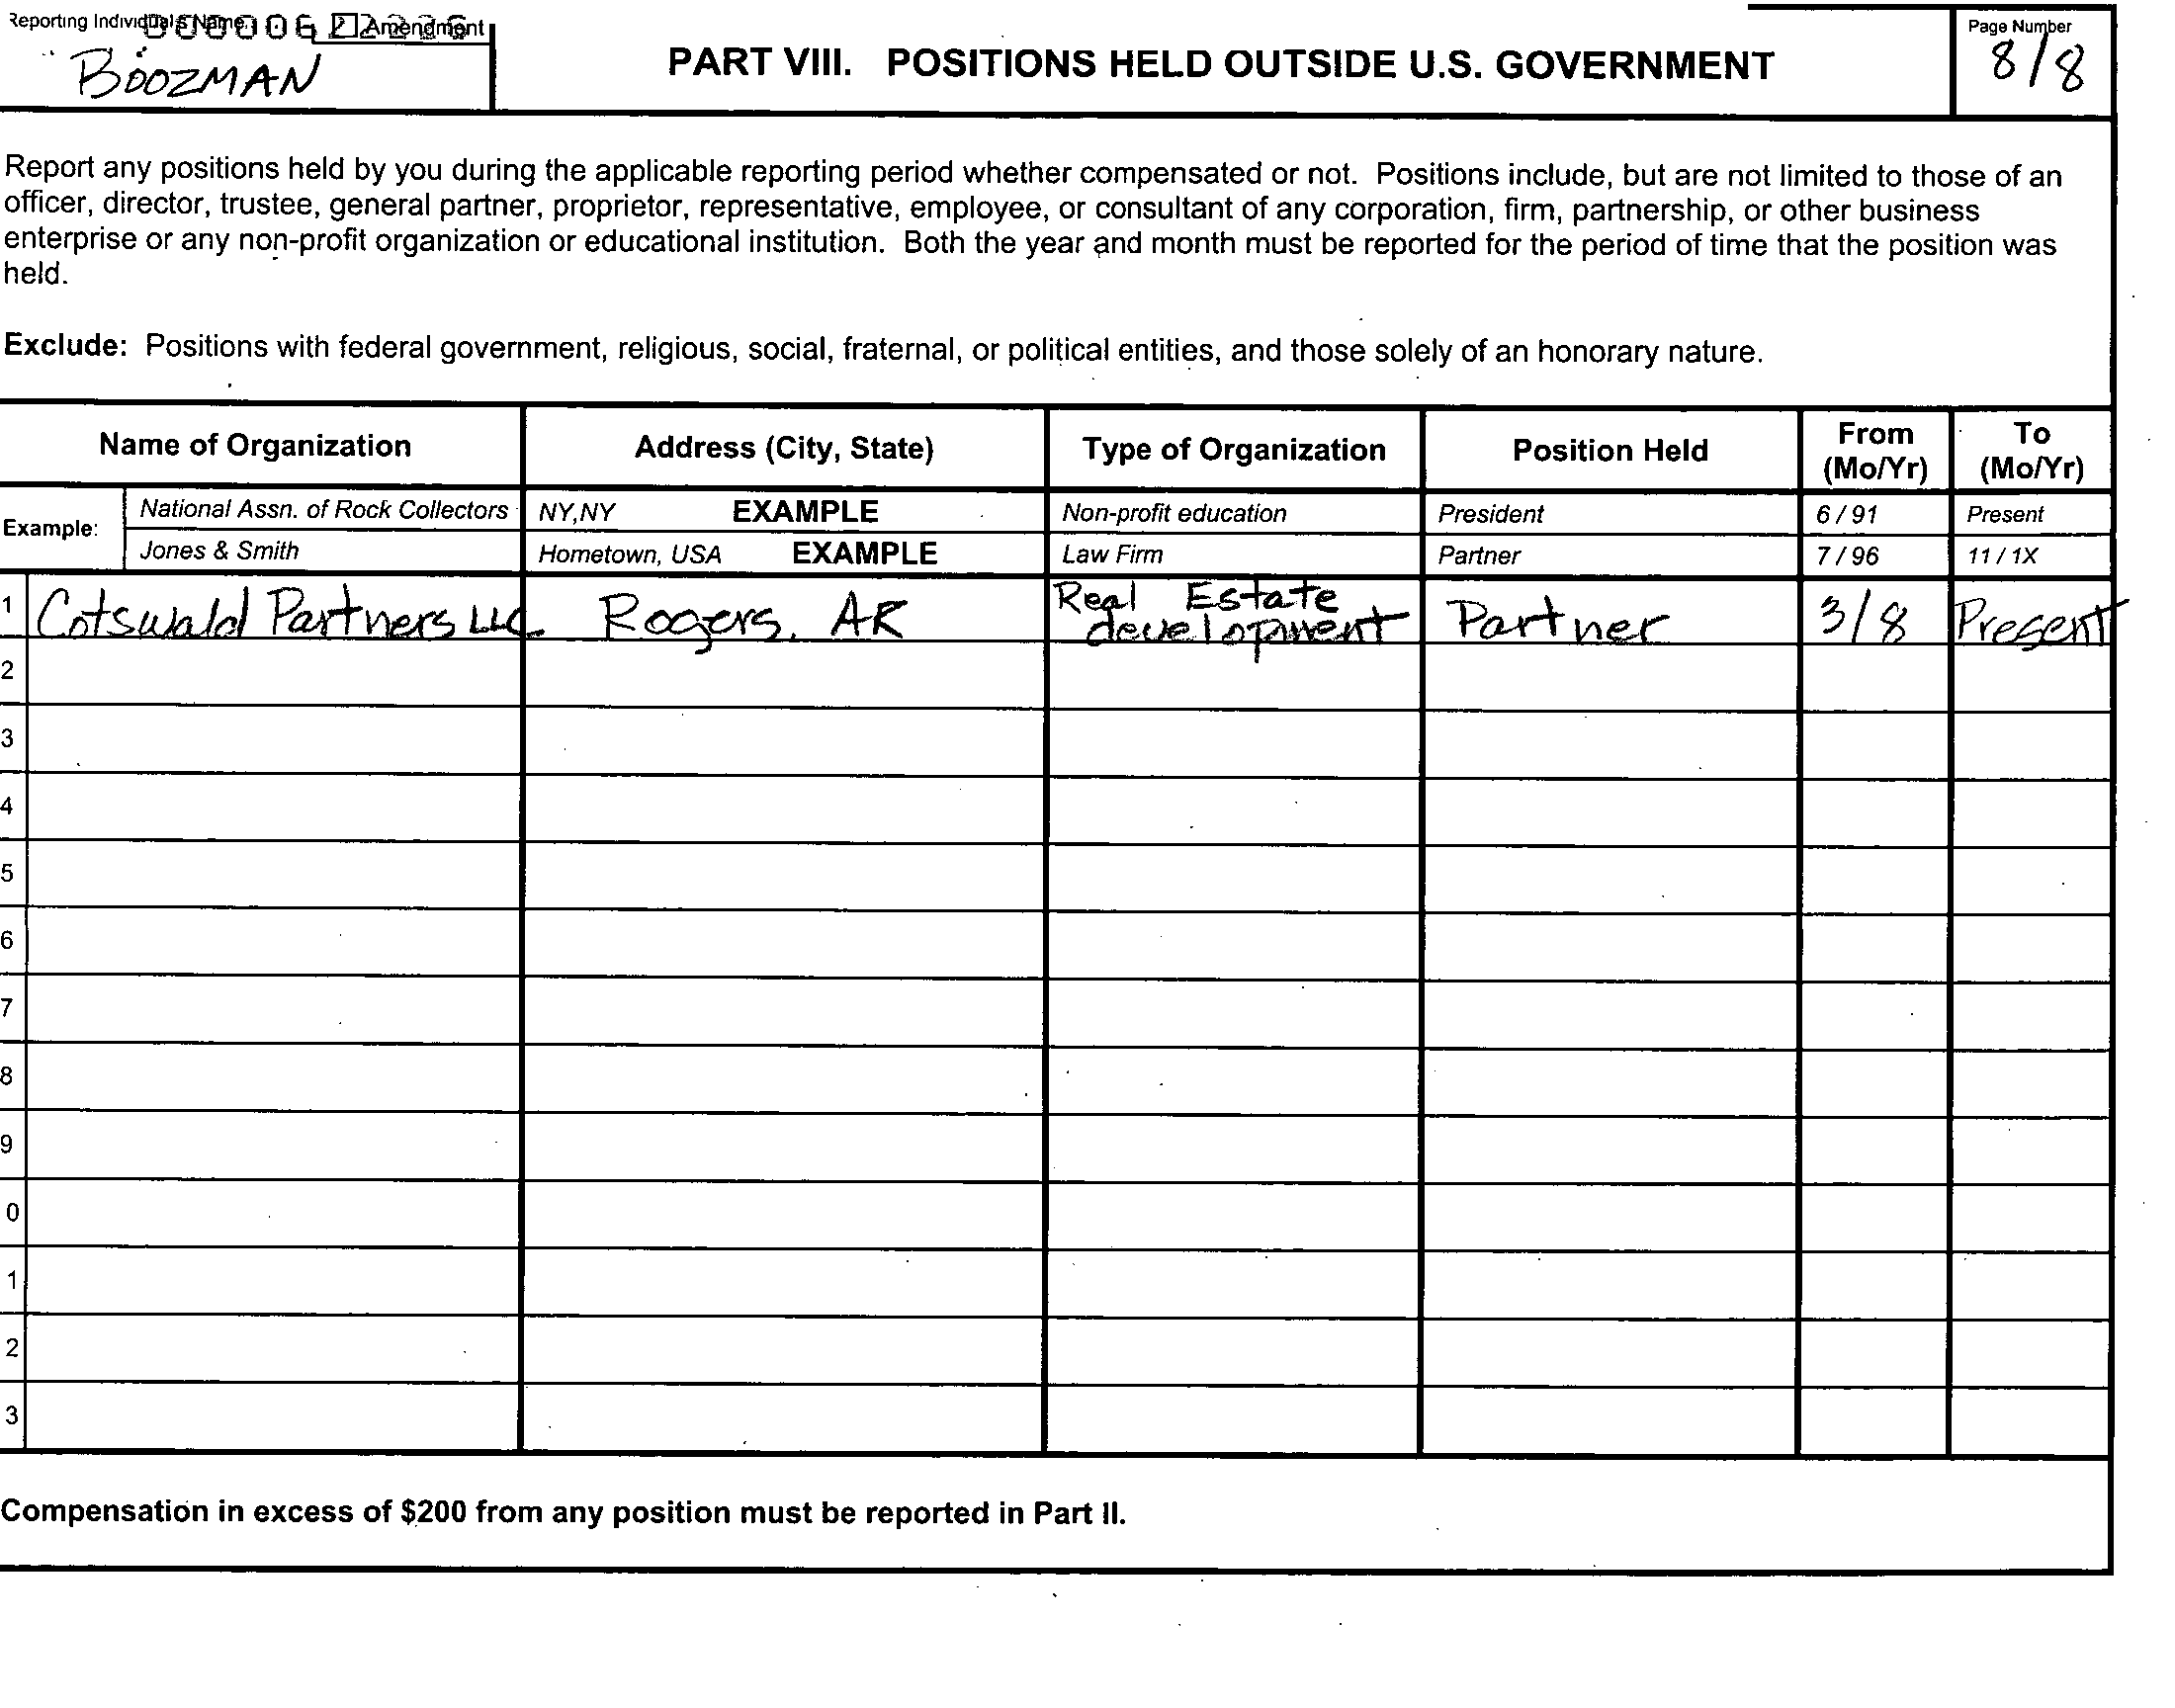 Reporting Individual's Name Amendment
BOOZMAN
PART VIII. POSITIONS HELD OUTSIDE U.S. GOVERNMENT
Page Number
8/8
Report any positions held by you during the applicable reporting period whether compensated or not. Positions include, but are not limited to those of an
officer, director, trustee, general partner, proprietor, representative, employee, or consultant of any corporation, firm, partnership, or other business
enterprise or any non-profit organization or educational institution. Both the year and month must be reported for the period of time that the position was
held.
Exclude: Positions with federal government, religious, social, fraternal, or political entities, and those solely of an honorary nature.
Name of Organization Address (City, State) Type of Organization Position Held From (Mo/Yr) To (Mo/Yr)
Example: National Assn. of Rock Collectors NY,NY EXAMPLE Non-profit education President 6 / 91 Present
Jones & Smith Hometown, USA EXAMPLE Law Firm Partner 7 / 96 11 / 1X
1 Cotswald Partners LLC Rogers, AR Real Estate development Partner 3/8 Present
2
3
4
5
6
7
8
9
0
1
2
3
Compensation in excess of $200 from any position must be reported in Part II.